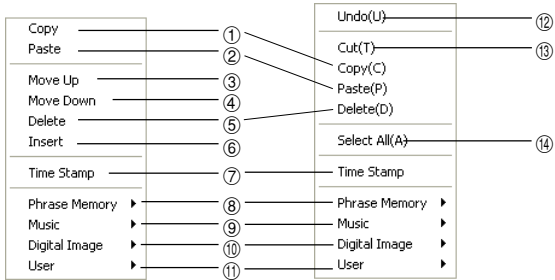 Copy
Paste
Move Up
Move Down
Delete
Insert
Time Stamp
Phrase Memory
Music
Digital Image
User
①
②
③
④
⑤
⑥
⑦
⑧
⑨
⑩
⑪
Undo(U)
Cut(T)
Copy(C)
Paste(P)
Delete(D)
Select All(A)
Time Stamp
Phrase Memory
Music
Digital Image
User
⑫
⑬
⑭